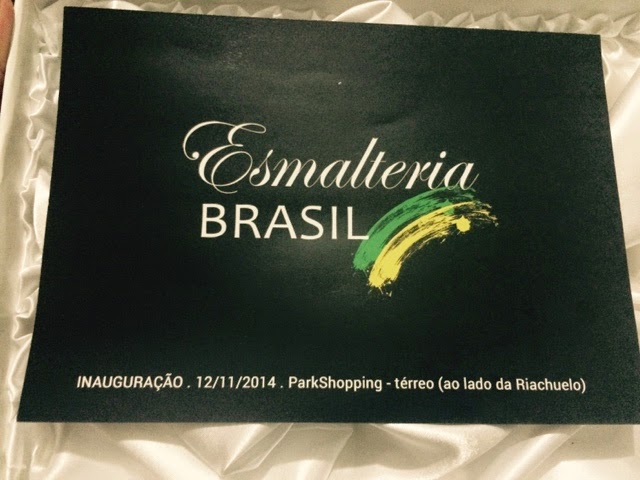 Esmalteria
BRASIL
INAUGURAÇÃO . 12/11/2014 . ParkShopping - térreo (ao lado da Riachuelo)